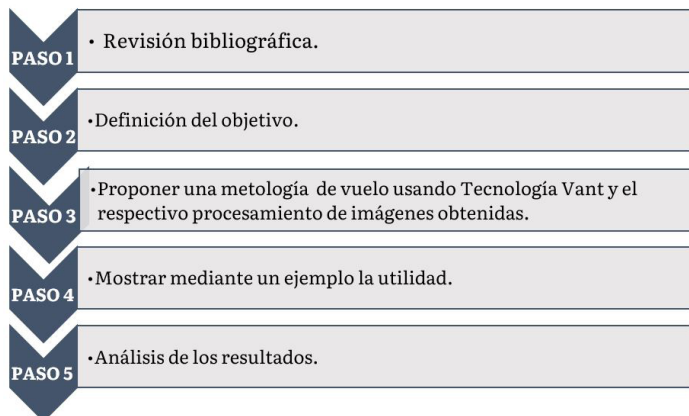 PASO 1
• Revisión bibliográfica.
PASO 2
•Definición del objetivo.
PASO 3
•Proponer una metología de vuelo usando Tecnología Vant y el
respectivo procesamiento de imágenes obtenidas.
PASO 4
•Mostrar mediante un ejemplo la utilidad.
PASO 5
•Análisis de los resultados.